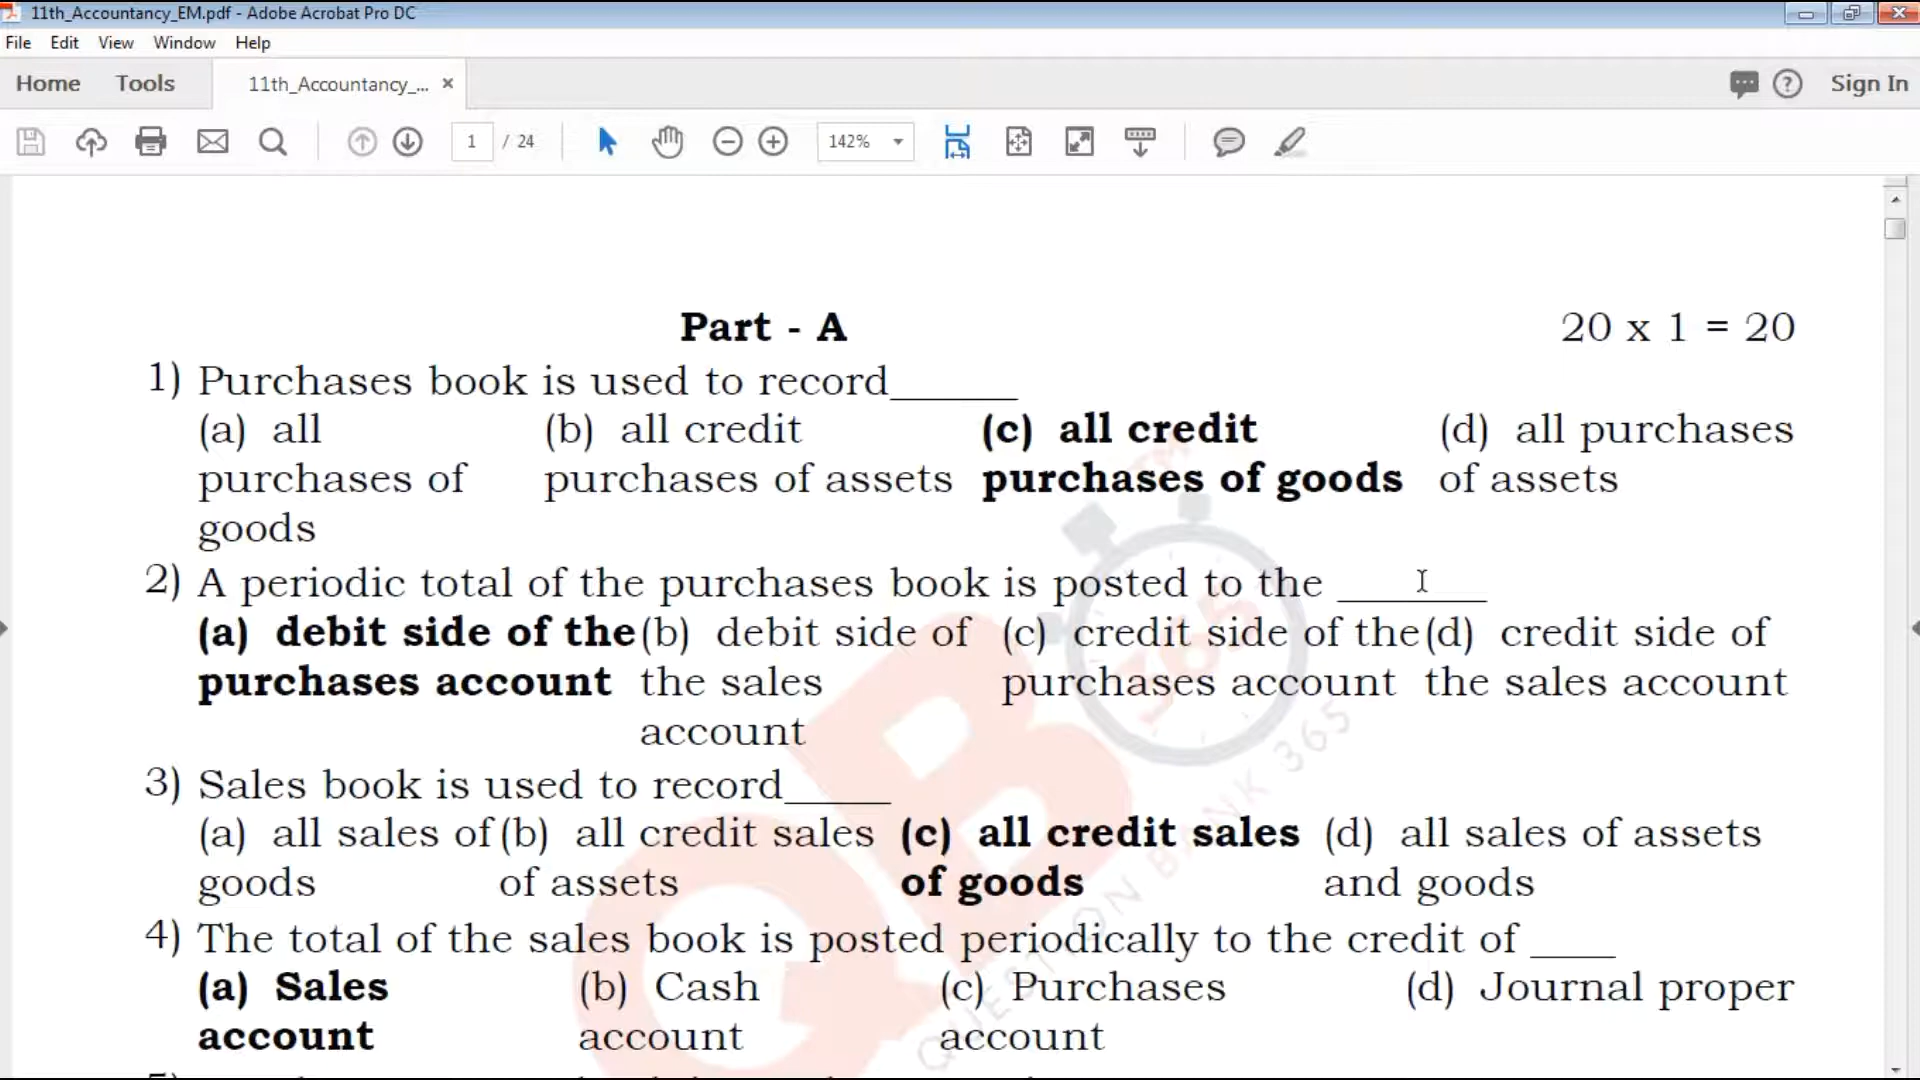 11th_Accountancy_EM.pdf - Adobe Acrobat Pro DC
File Edit View Window Help
Home Tools 11th_Accountancy_... × Sign In
1 / 24 142%
Part - A 20 x 1 = 20
1) Purchases book is used to record______
(a) all (b) all credit (c) all credit (d) all purchases
purchases of purchases of assets purchases of goods of assets
goods
2) A periodic total of the purchases book is posted to the _______
(a) debit side of the (b) debit side of (c) credit side of the (d) credit side of
purchases account the sales purchases account the sales account
account
3) Sales book is used to record_____
(a) all sales of (b) all credit sales (c) all credit sales (d) all sales of assets
goods of assets of goods and goods
4) The total of the sales book is posted periodically to the credit of ____
(a) Sales (b) Cash (c) Purchases (d) Journal proper
account account account
QB
365
TM
QUESTION BANK 365